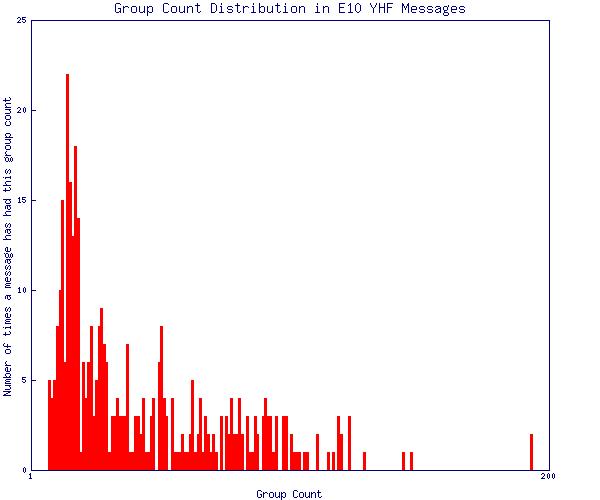 Group Count Distribution in E10 YHF Messages
25
20
15
10
5
0
Number of times a message has had this group count
1
200
Group Count